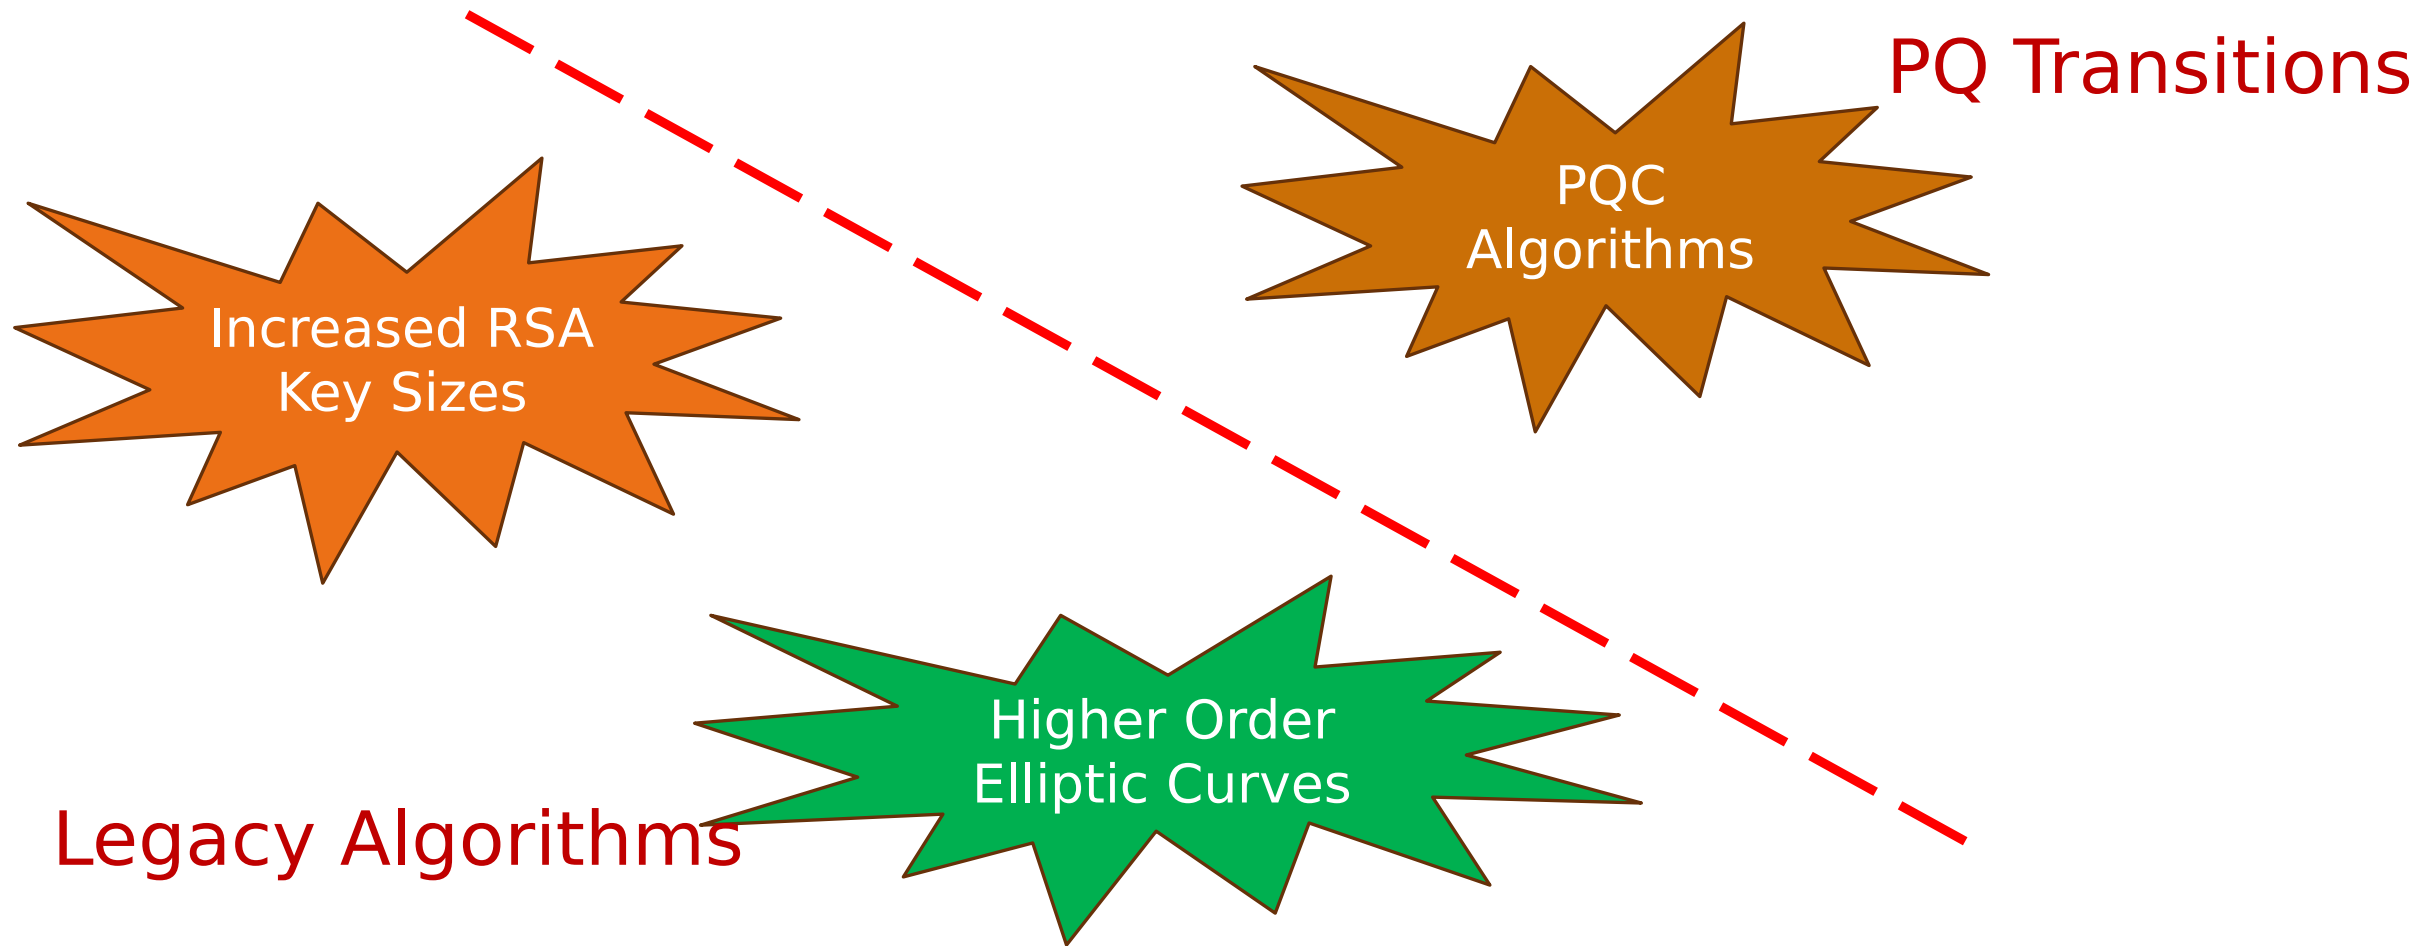 PQ Transitions
PQC
Algorithms
Increased RSA
Key Sizes
Higher Order
Elliptic Curves
Legacy Algorithms